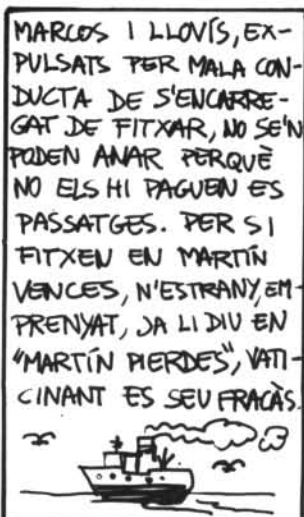 MARCOS I LLOVÍS, EX-
PULSATS PER MALA CON-
DUCTA DE S'ENCARRE-
GAT DE FITXAR, NO SE'N
PODEN ANAR PERQUÈ
NO ELS HI PAGUEN ES
PASSATGES. PER SI
FITXEN EN MARTÍN
VENCES, N'ESTRANY, EM-
PRENYAT, JA LI DIU EN
"MARTÍN PIERDES", VATI-
CINANT ES SEU FRACÀS.